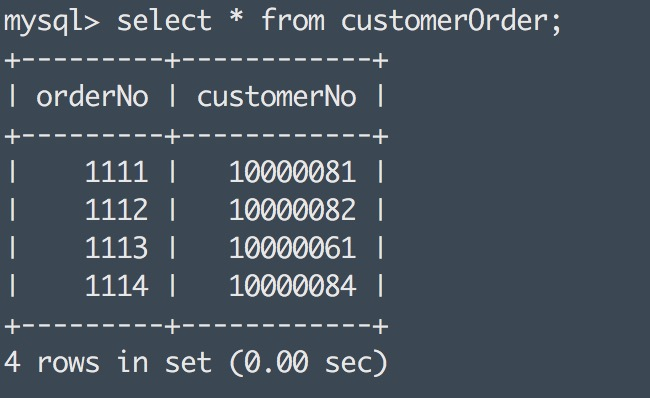 mysql> select * from customerOrder;
+---------+------------+
| orderNo | customerNo |
+---------+------------+
|    1111 |   10000081 |
|    1112 |   10000082 |
|    1113 |   10000061 |
|    1114 |   10000084 |
+---------+------------+
4 rows in set (0.00 sec)